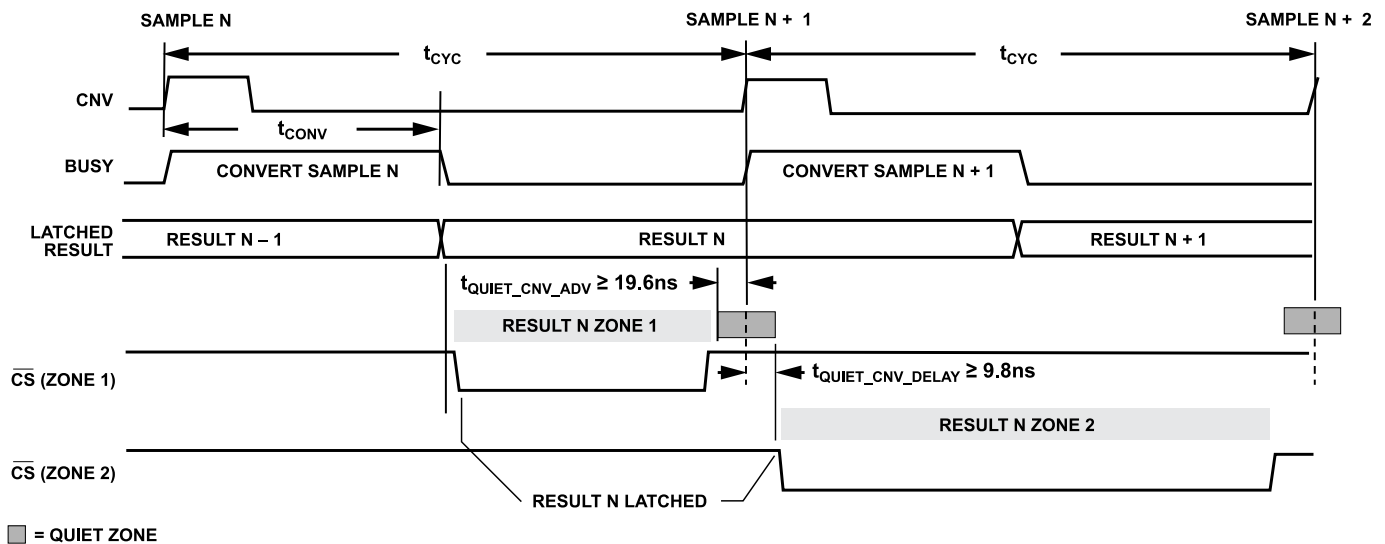 SAMPLE N
SAMPLE N + 1
SAMPLE N + 2
tCYC
tCYC
CNV
tCONV
BUSY
CONVERT SAMPLE N
CONVERT SAMPLE N + 1
LATCHED
RESULT
RESULT N – 1
RESULT N
RESULT N + 1
tQUIET_CNV_ADV ≥ 19.6ns
RESULT N ZONE 1
CS (ZONE 1)
tQUIET_CNV_DELAY ≥ 9.8ns
RESULT N ZONE 2
CS (ZONE 2)
RESULT N LATCHED
= QUIET ZONE